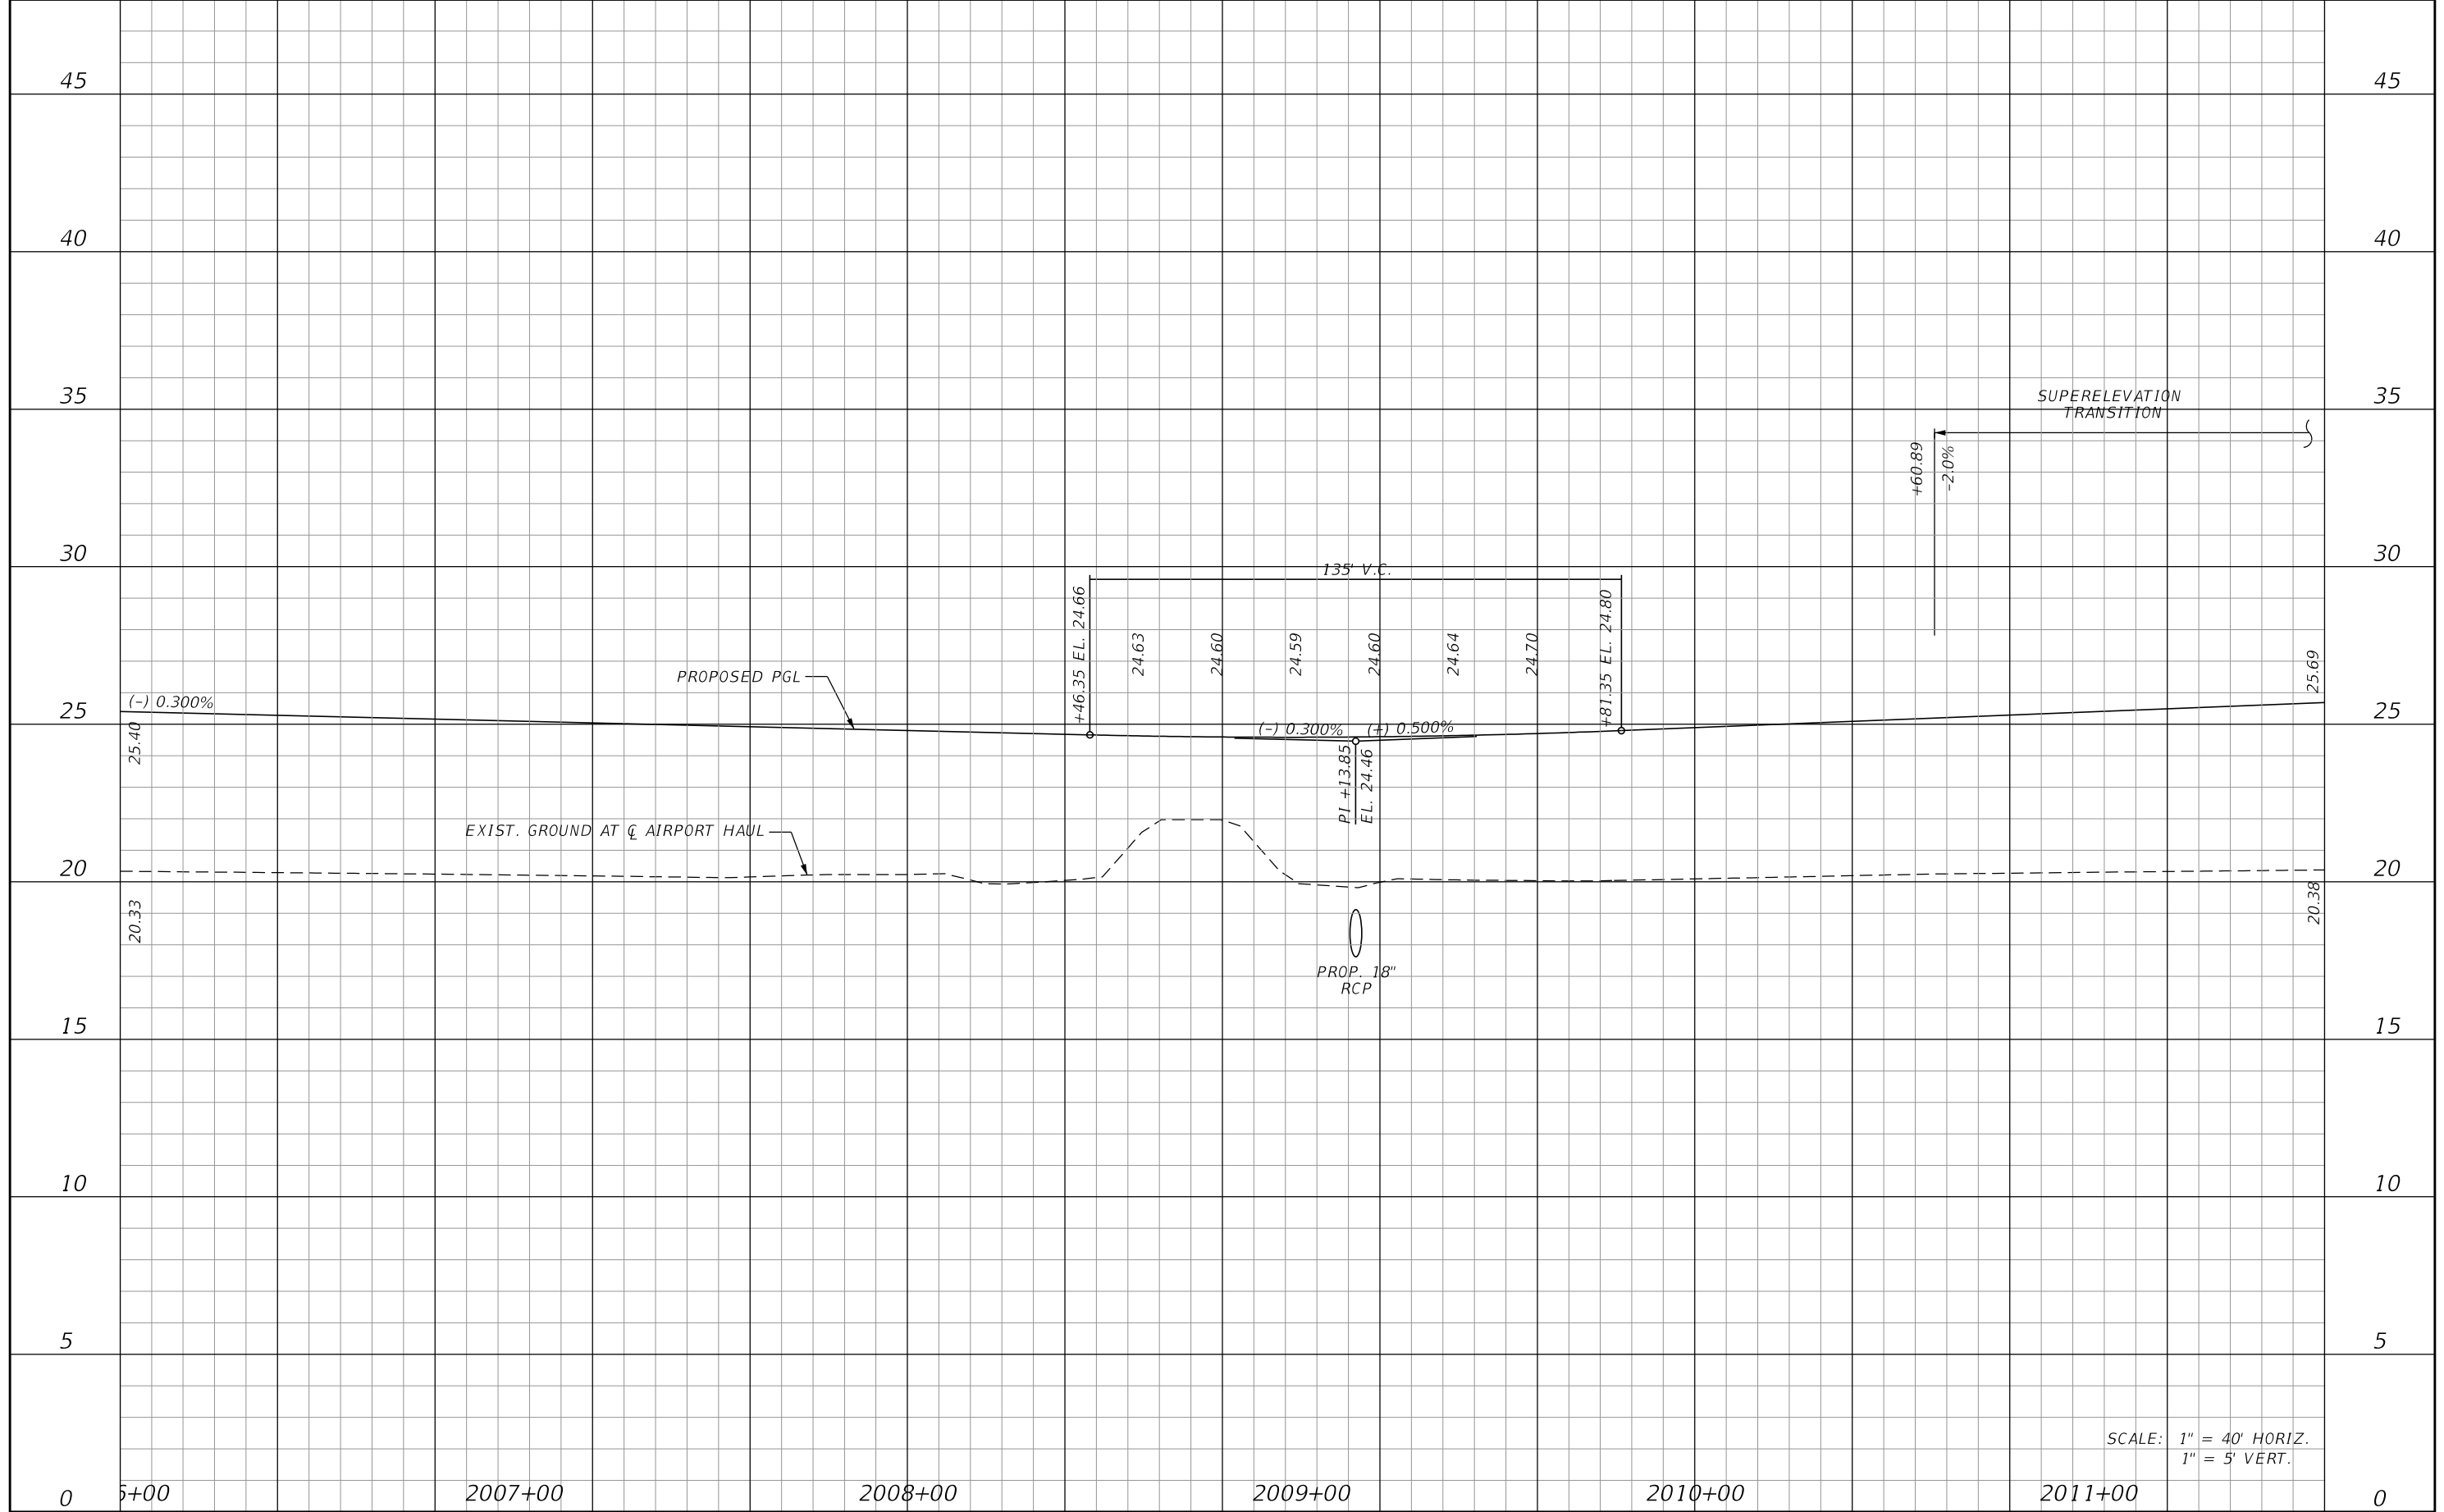 45 45
40 40
35 35
SUPERELEVATION
TRANSITION
+60.89
-2.0%
30 30
135' V.C.
+46.35 EL. 24.66
24.63
24.60
24.59
24.60
24.64
24.70
+81.35 EL. 24.80
25.69
PROPOSED PGL
(-) 0.300%
25 25
25.40
(-) 0.300% (+) 0.500%
PI +13.85
EL. 24.46
EXIST. GROUND AT ℄ AIRPORT HAUL
20 20
20.33
20.38
PROP. 18"
RCP
15 15
10 10
5 5
SCALE: 1" = 40' HORIZ.
1" = 5' VERT.
0 +00 2007+00 2008+00 2009+00 2010+00 2011+00 0